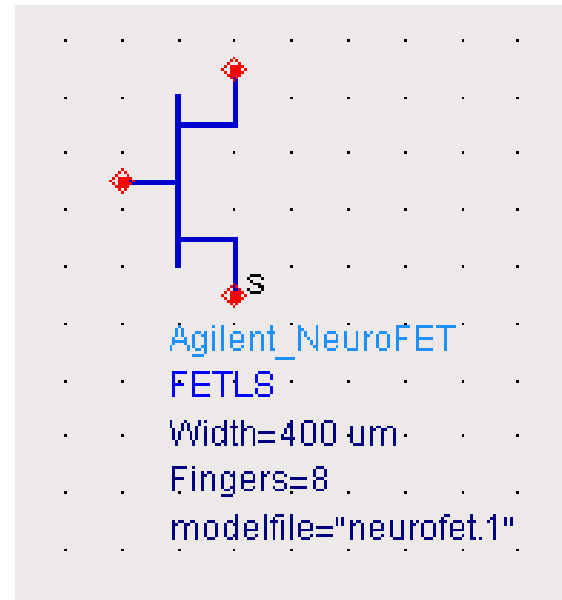 S
Agilent_NeuroFET
FETLS
Width=400 um
Fingers=8
modelfile="neurofet.1"